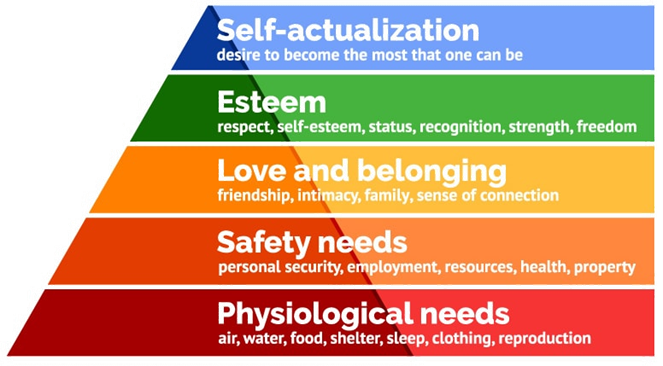 Self-actualization
desire to become the most that one can be
Esteem
respect, self-esteem, status, recognition, strength, freedom
Love and belonging
friendship, intimacy, family, sense of connection
Safety needs
personal security, employment, resources, health, property
Physiological needs
air, water, food, shelter, sleep, clothing, reproduction